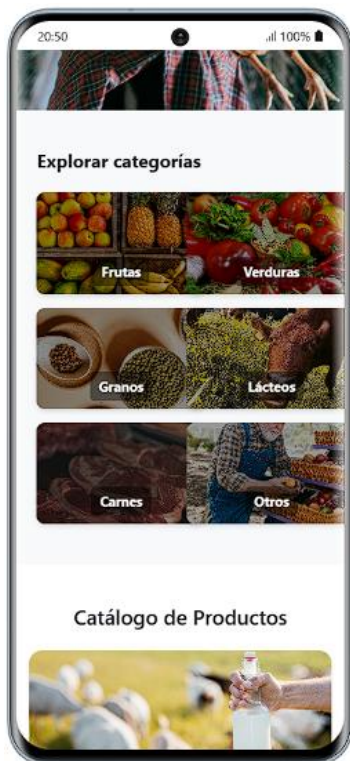 20:50 100%
Explorar categorías
Frutas Verduras
Granos Lácteos
Carnes Otros
Catálogo de Productos